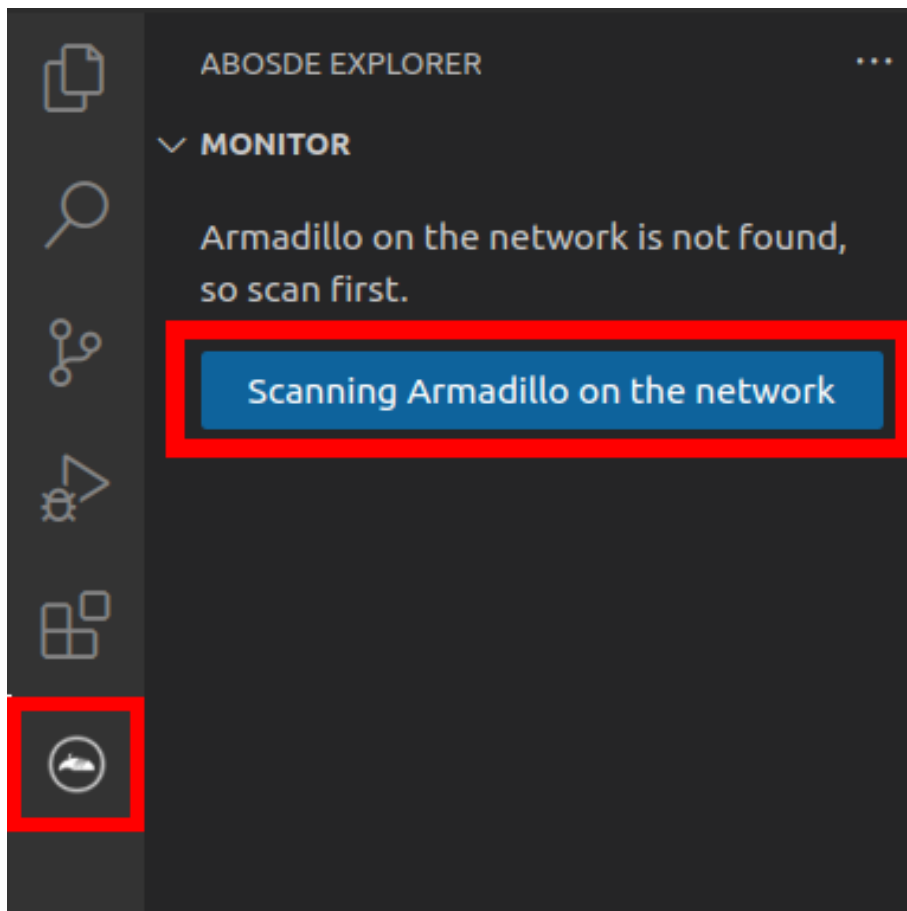 ABOSDE EXPLORER
MONITOR
Armadillo on the network is not found,
so scan first.
Scanning Armadillo on the network